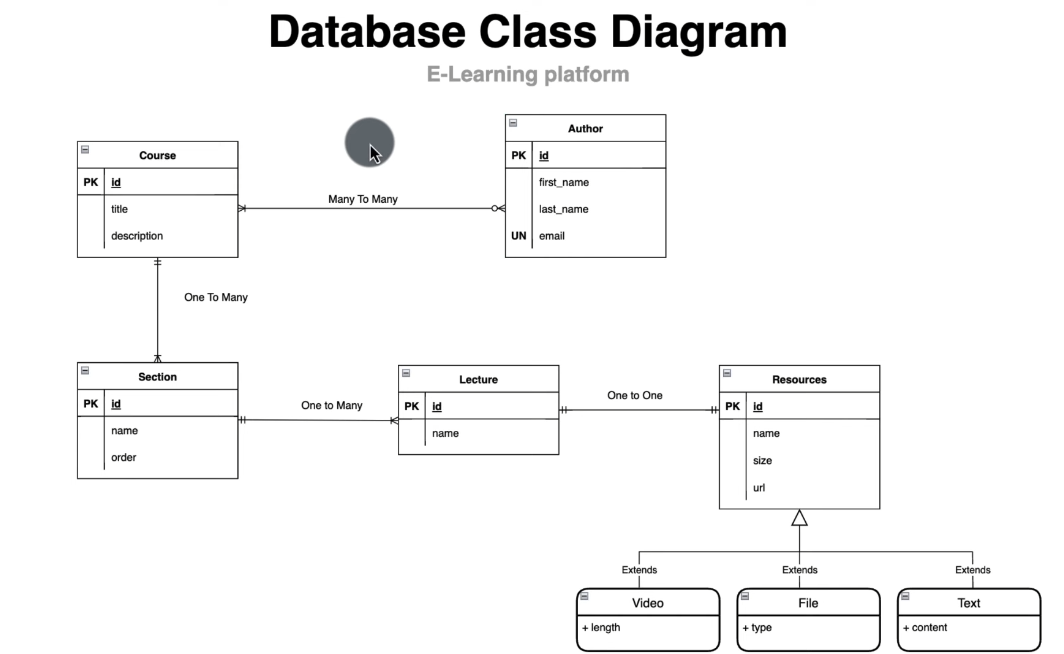 Database Class Diagram
E-Learning platform
Course
PK id
title
description
Many To Many
Author
PK id
first_name
last_name
UN email
One To Many
Section
PK id
name
order
One to Many
Lecture
PK id
name
One to One
Resources
PK id
name
size
url
Extends
Extends
Extends
Video
+ length
File
+ type
Text
+ content